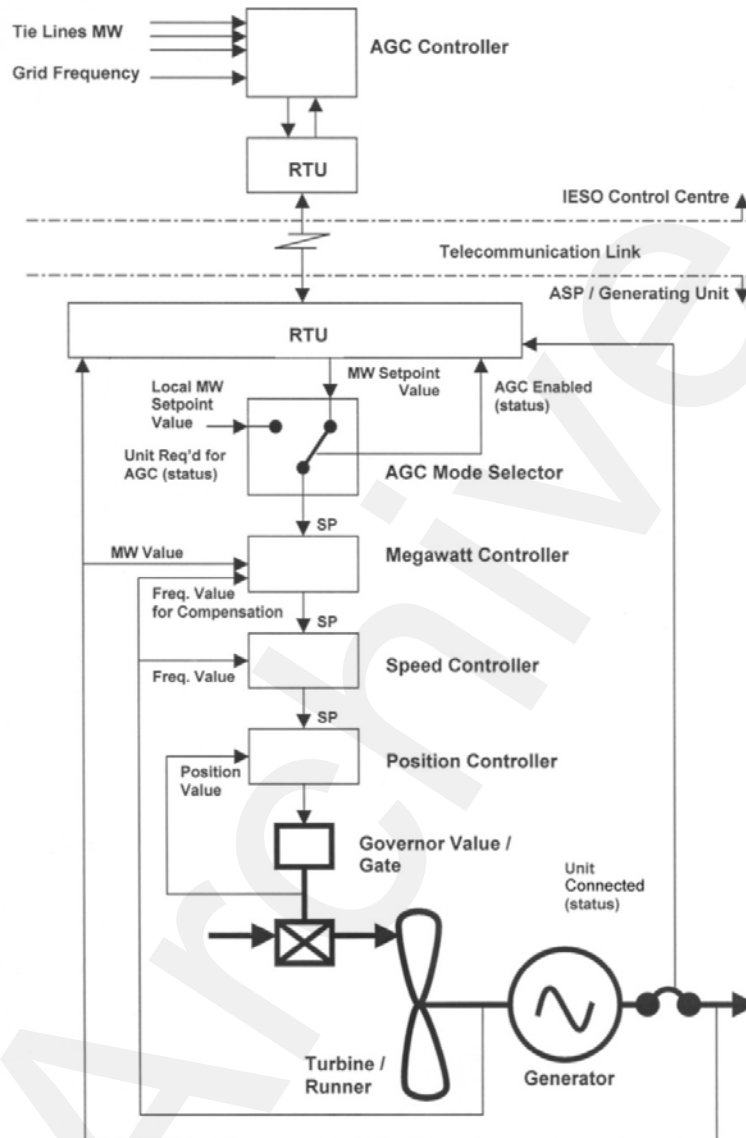 Tie Lines MW
AGC Controller
Grid Frequency
RTU
IESO Control Centre
Telecommunication Link
ASP / Generating Unit
RTU
MW Setpoint
Value
Local MW
Setpoint
Value
AGC Enabled
(status)
Unit Req'd for
AGC (status)
AGC Mode Selector
SP
MW Value
Megawatt Controller
Freq. Value
for Compensation
SP
Speed Controller
Freq. Value
SP
Position Controller
Position
Value
Governor Value /
Gate
Unit
Connected
(status)
Turbine /
Runner
Generator
Archive